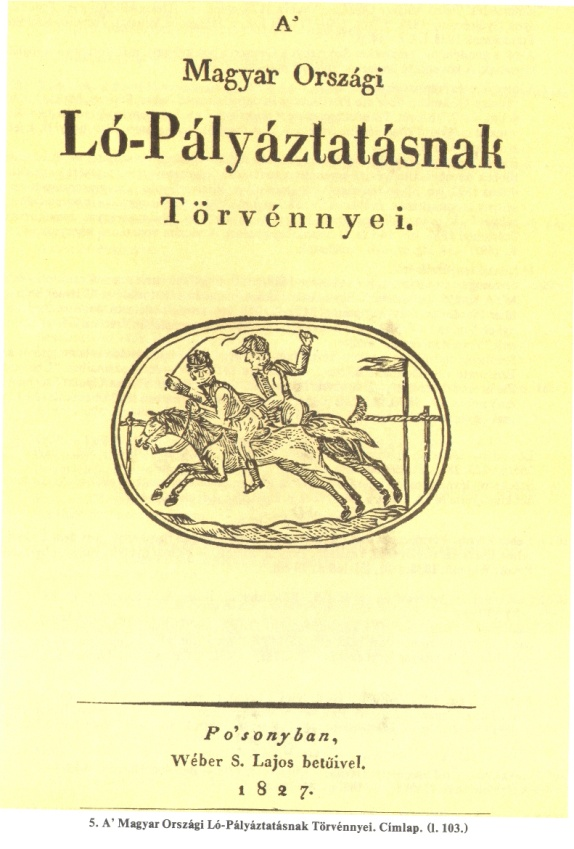 A'
Magyar Országi
Ló-Pályáztatásnak
Törvénnyei.
Po'sonyban,
Wéber S. Lajos betűivel.
1827.
5. A' Magyar Országi Ló-Pályáztatásnak Törvénnyei. Címlap. (l. 103.)